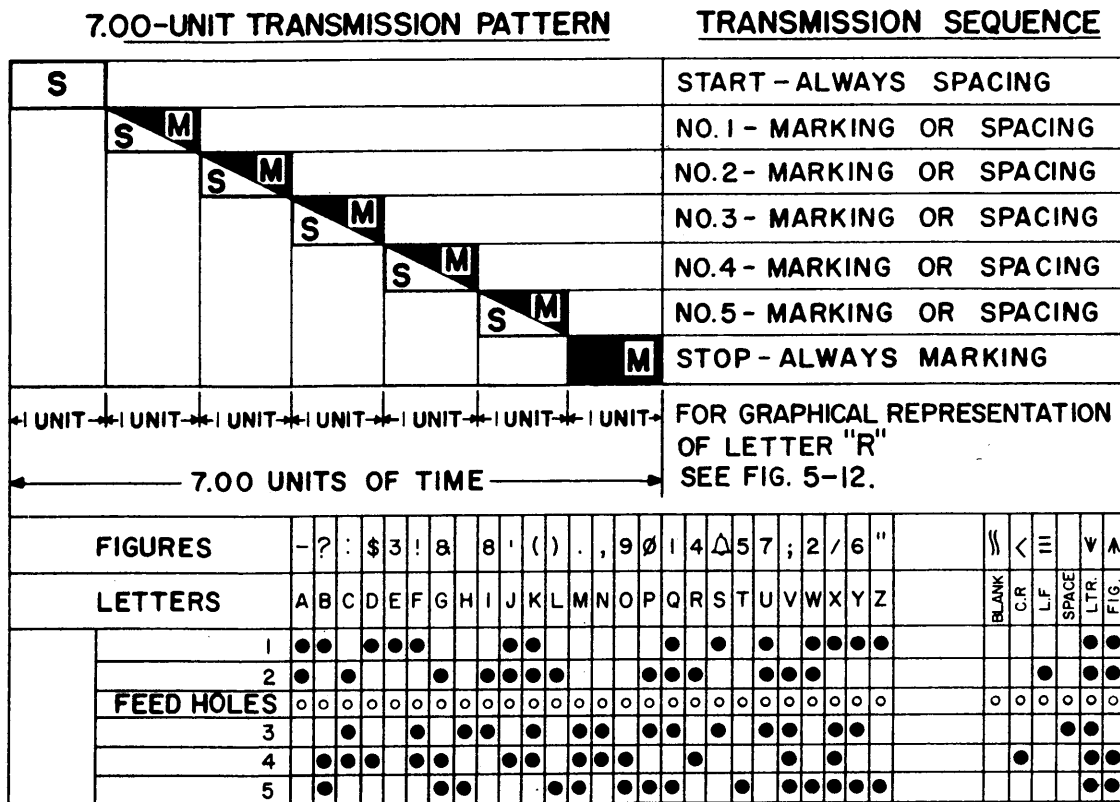 7.00-UNIT TRANSMISSION PATTERN
TRANSMISSION SEQUENCE
S
START - ALWAYS SPACING
S M
NO. 1 - MARKING OR SPACING
S M
NO. 2 - MARKING OR SPACING
S M
NO. 3 - MARKING OR SPACING
S M
NO. 4 - MARKING OR SPACING
S M
NO. 5 - MARKING OR SPACING
M
STOP - ALWAYS MARKING
1 UNIT 1 UNIT 1 UNIT 1 UNIT 1 UNIT 1 UNIT 1 UNIT
7.00 UNITS OF TIME
FOR GRAPHICAL REPRESENTATION
OF LETTER "R"
SEE FIG. 5-12.
FIGURES - ? : $ 3 ! & 8 ' ( ) . , 9 Ø 1 4 5 7 ; 2 / 6 " < ≡
LETTERS A B C D E F G H I J K L M N O P Q R S T U V W X Y Z BLANK C.R L.F SPACE LTR. FIG.
1
2
FEED HOLES
3
4
5